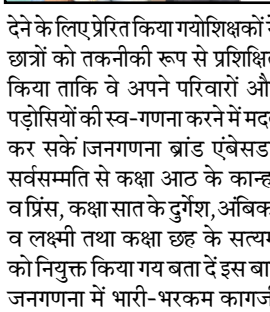 देने के लिए प्रेरित किया गयोशिक्षकों ने
छात्रों को तकनीकी रूप से प्रशिक्षित
किया ताकि वे अपने परिवारों और
पड़ोसियों की स्व-गणना करने में मदद
कर सकें।जनगणना ब्रांड एंबेसडर
सर्वसम्मति से कक्षा आठ के कान्हा
व प्रिंस, कक्षा सात के दुर्गेश,अंबिका
व लक्ष्मी तथा कक्षा छह के सत्यम
को नियुक्त किया गय बता दें इस बार
जनगणना में भारी-भरकम कागजी